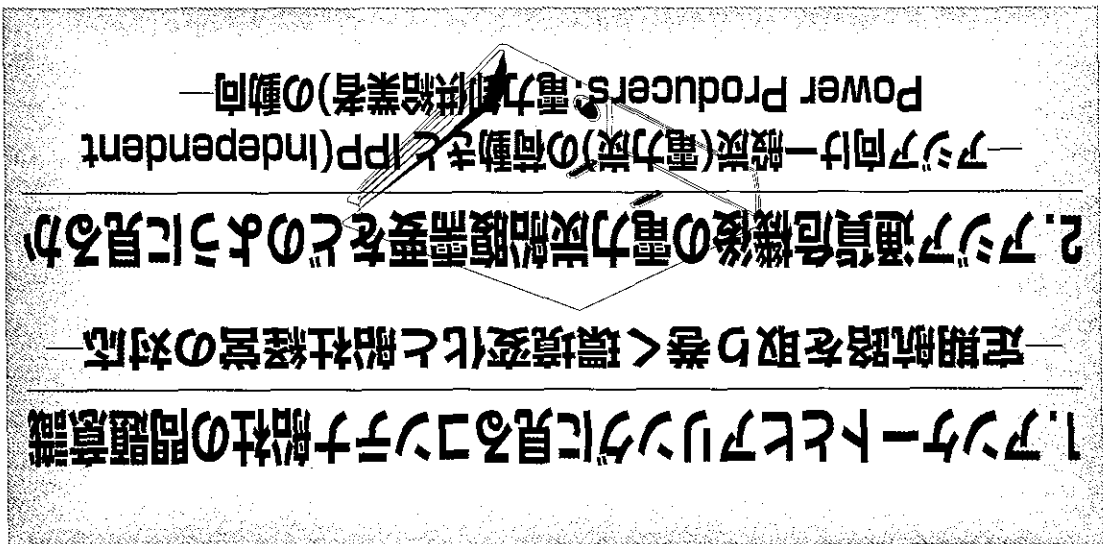 1.アンケートとヒアリングに見るコンテナ船社の問題意識
―定期航路を取り巻く環境変化と船社経営の対応―
2.アジア通貨危機後の電力炭船腹需要をどのように見るか
―アジア向け一般炭(電力炭)の荷動きとIPP(Independent
Power Producers:電力卸供給業者)の動向―